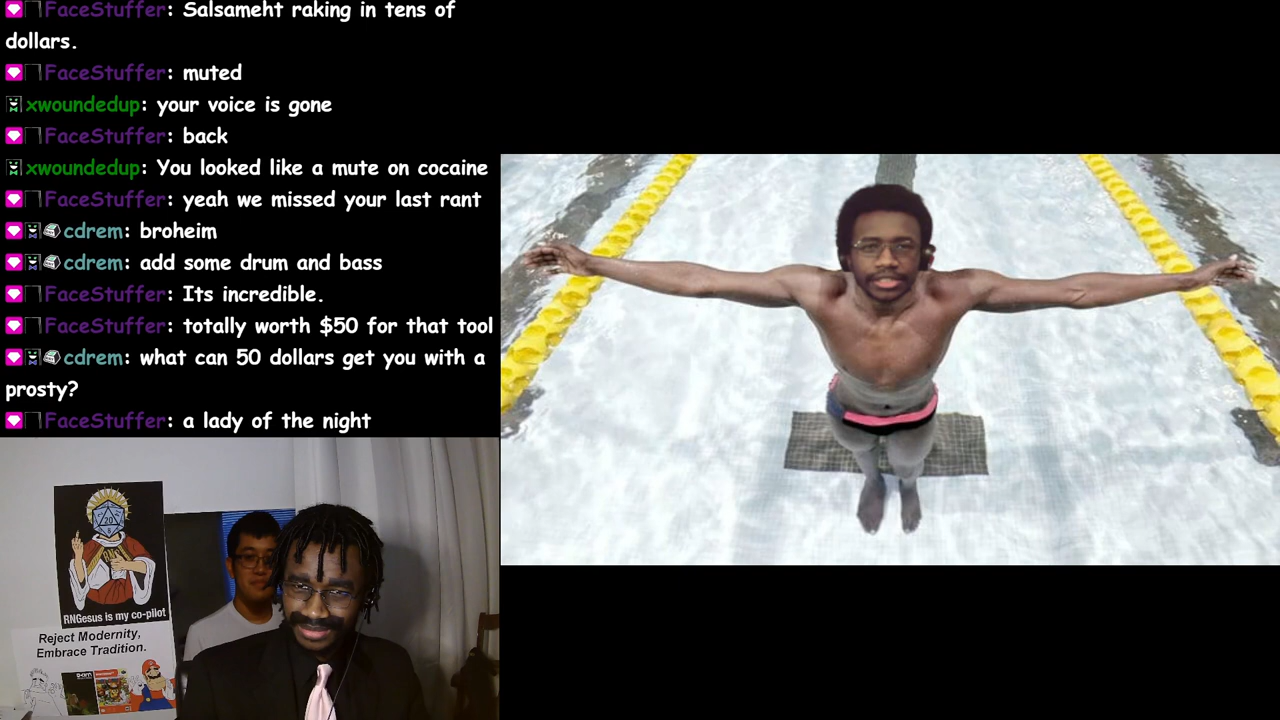 FaceStuffer: Salsameht raking in tens of
dollars.
FaceStuffer: muted
xwoundedup: your voice is gone
FaceStuffer: back
xwoundedup: You looked like a mute on cocaine
FaceStuffer: yeah we missed your last rant
cdrem: broheim
cdrem: add some drum and bass
FaceStuffer: Its incredible.
FaceStuffer: totally worth $50 for that tool
cdrem: what can 50 dollars get you with a
prosty?
FaceStuffer: a lady of the night
20
8
RNGesus is my co-pilot
Reject Modernity,
Embrace Tradition.